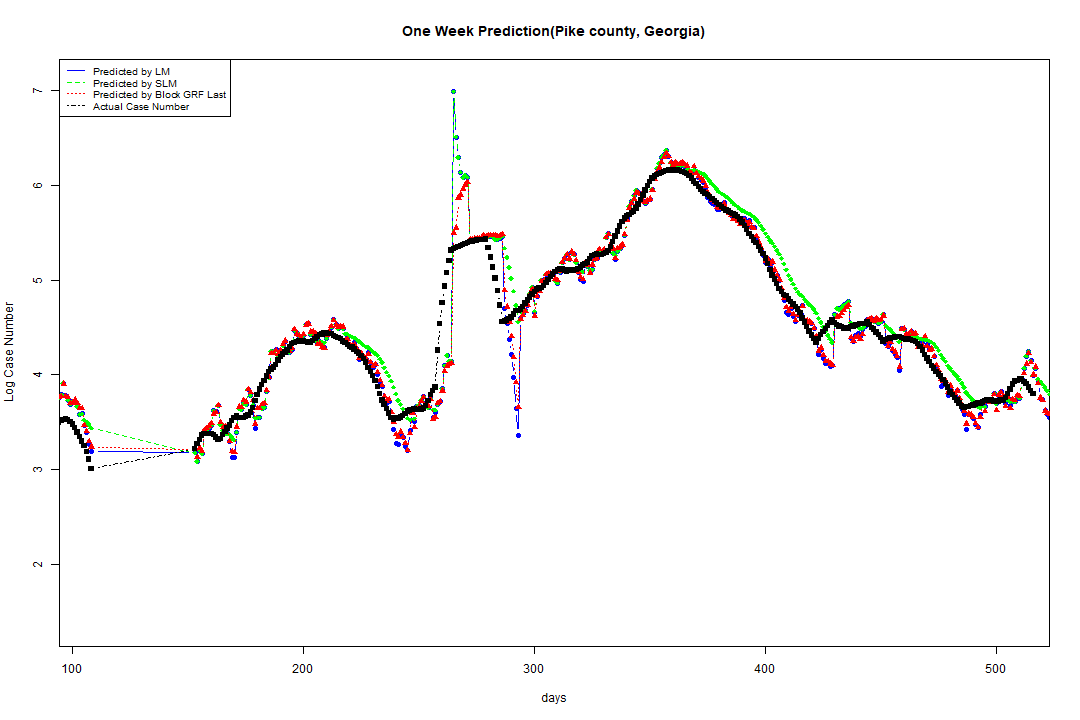 One Week Prediction(Pike county, Georgia)
Predicted by LM
Predicted by SLM
Predicted by Block GRF Last
Actual Case Number
Log Case Number
7
6
5
4
3
2
100 200 300 400 500
days